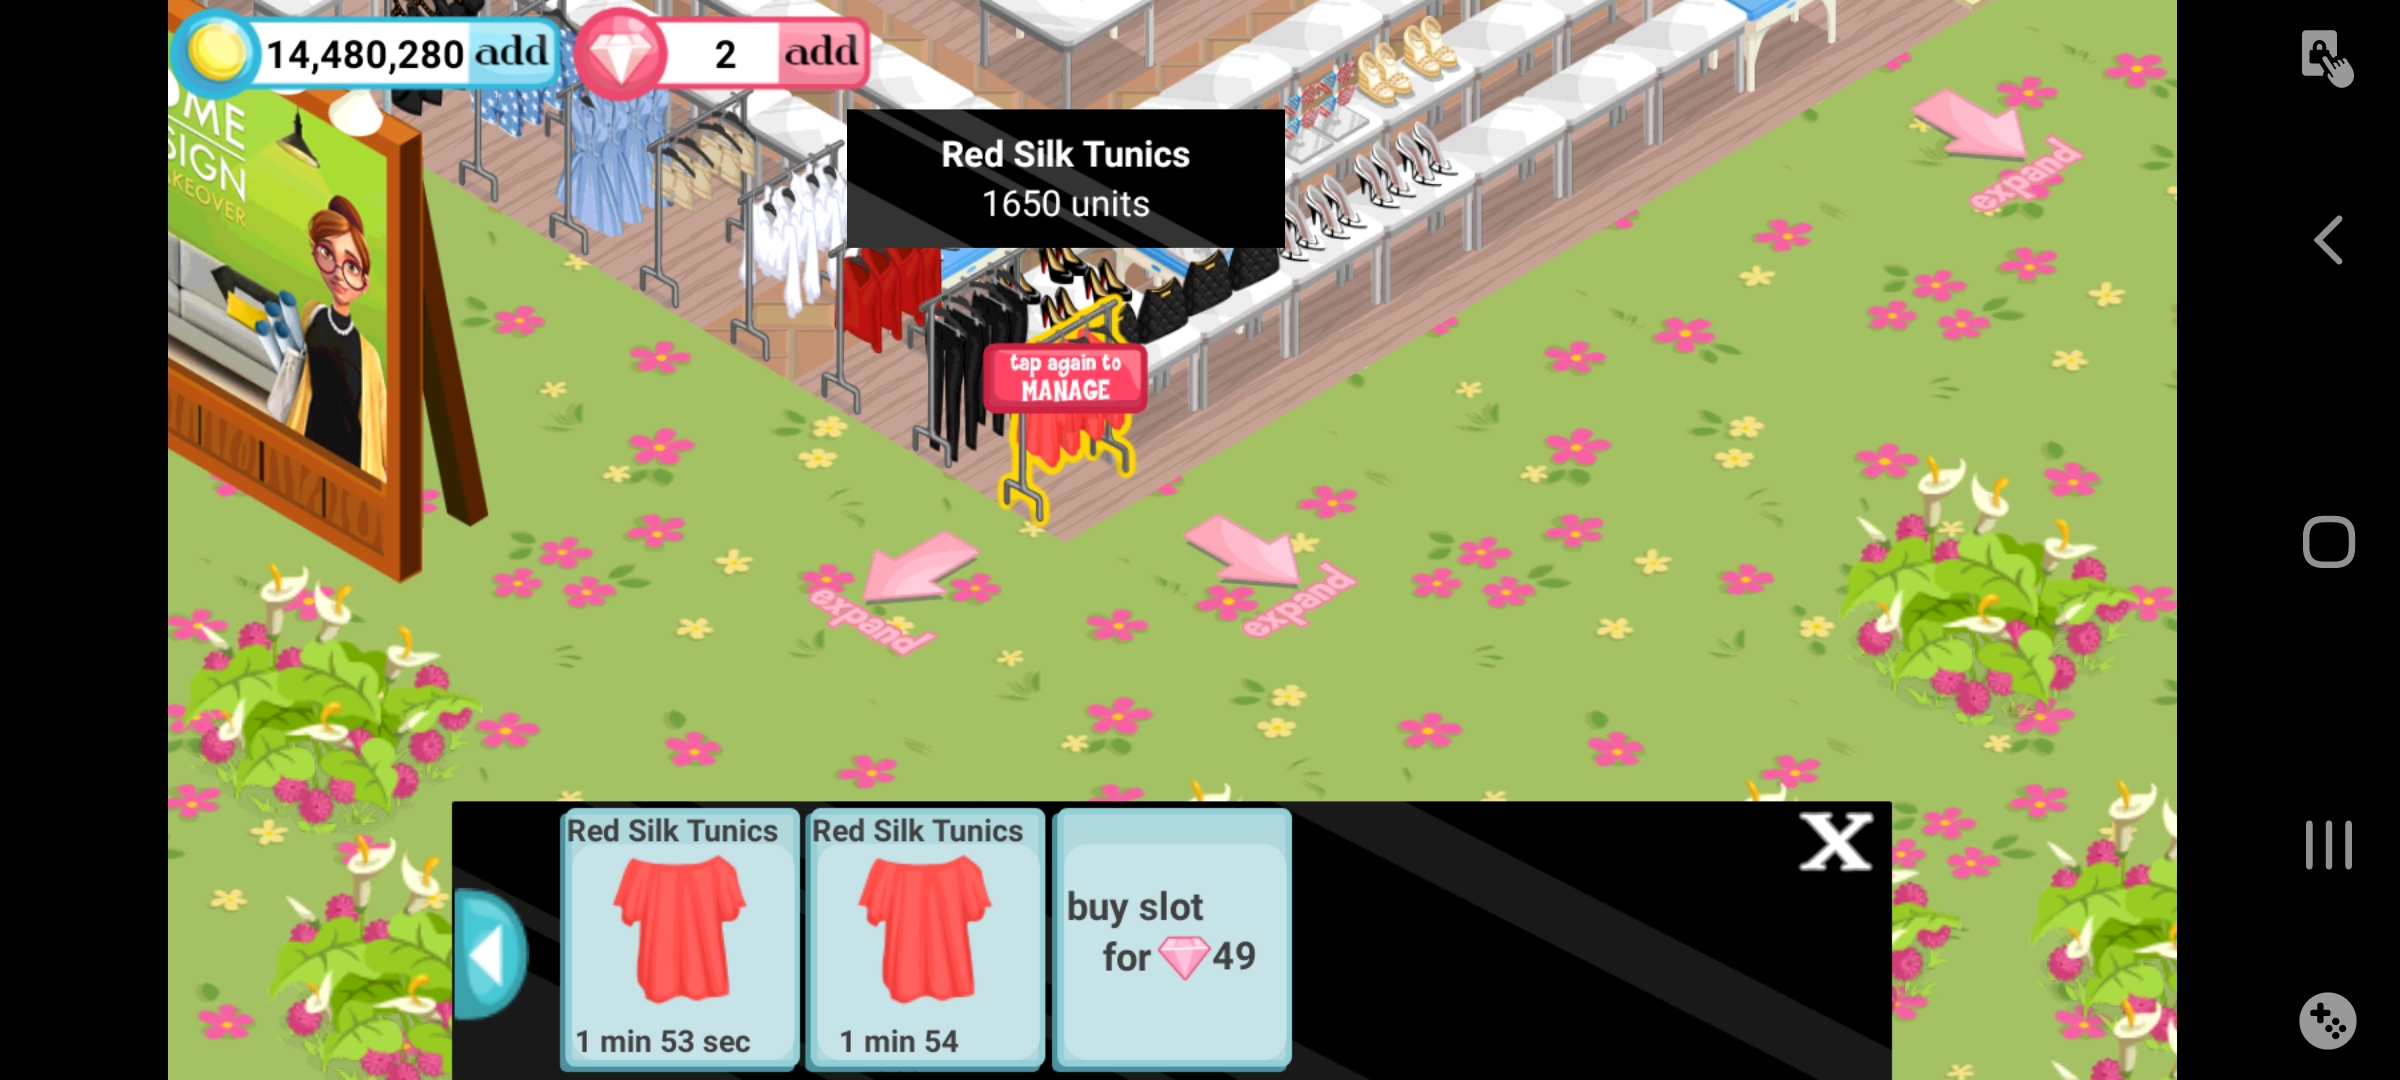 14,480,280 add
2 add
SIGN
Red Silk Tunics
1650 units
tap again to
MANAGE
expand
expand
expand
Red Silk Tunics
1 min 53 sec
Red Silk Tunics
1 min 54
buy slot
for 49
X